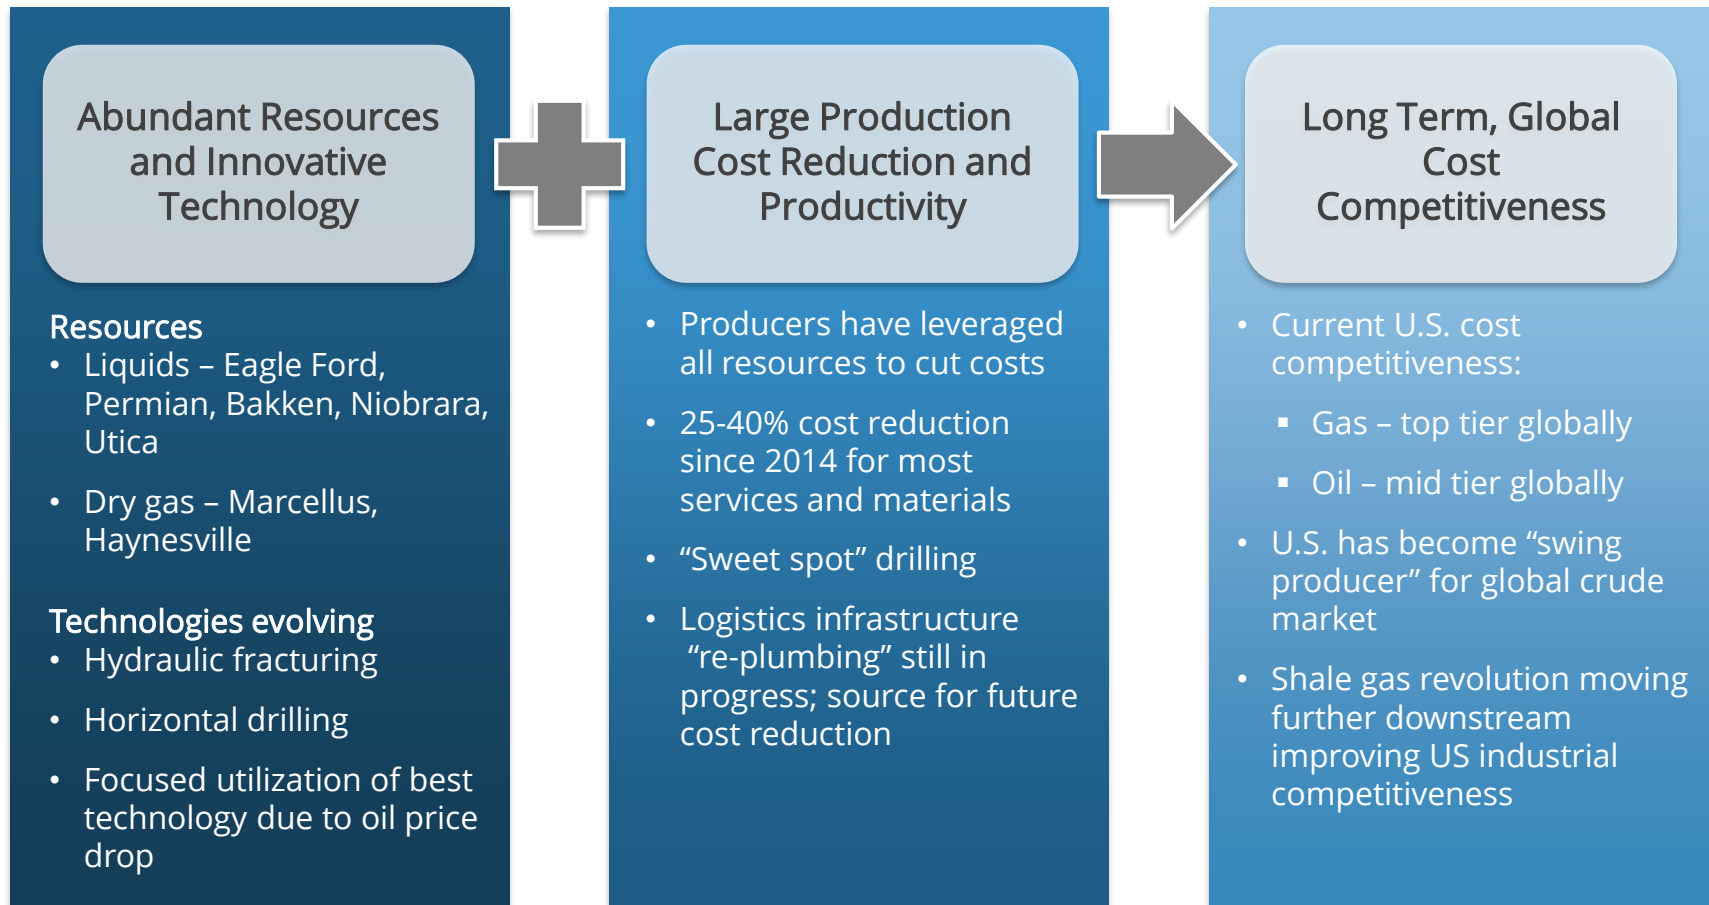 Abundant Resources
and Innovative
Technology
Resources
• Liquids – Eagle Ford,
Permian, Bakken, Niobrara,
Utica
• Dry gas – Marcellus,
Haynesville
Technologies evolving
• Hydraulic fracturing
• Horizontal drilling
• Focused utilization of best
technology due to oil price
drop
Large Production
Cost Reduction and
Productivity
• Producers have leveraged
all resources to cut costs
• 25-40% cost reduction
since 2014 for most
services and materials
• “Sweet spot” drilling
• Logistics infrastructure
“re-plumbing” still in
progress; source for future
cost reduction
Long Term, Global
Cost
Competitiveness
• Current U.S. cost
competitiveness:
▪ Gas – top tier globally
▪ Oil – mid tier globally
• U.S. has become “swing
producer” for global crude
market
• Shale gas revolution moving
further downstream
improving US industrial
competitiveness